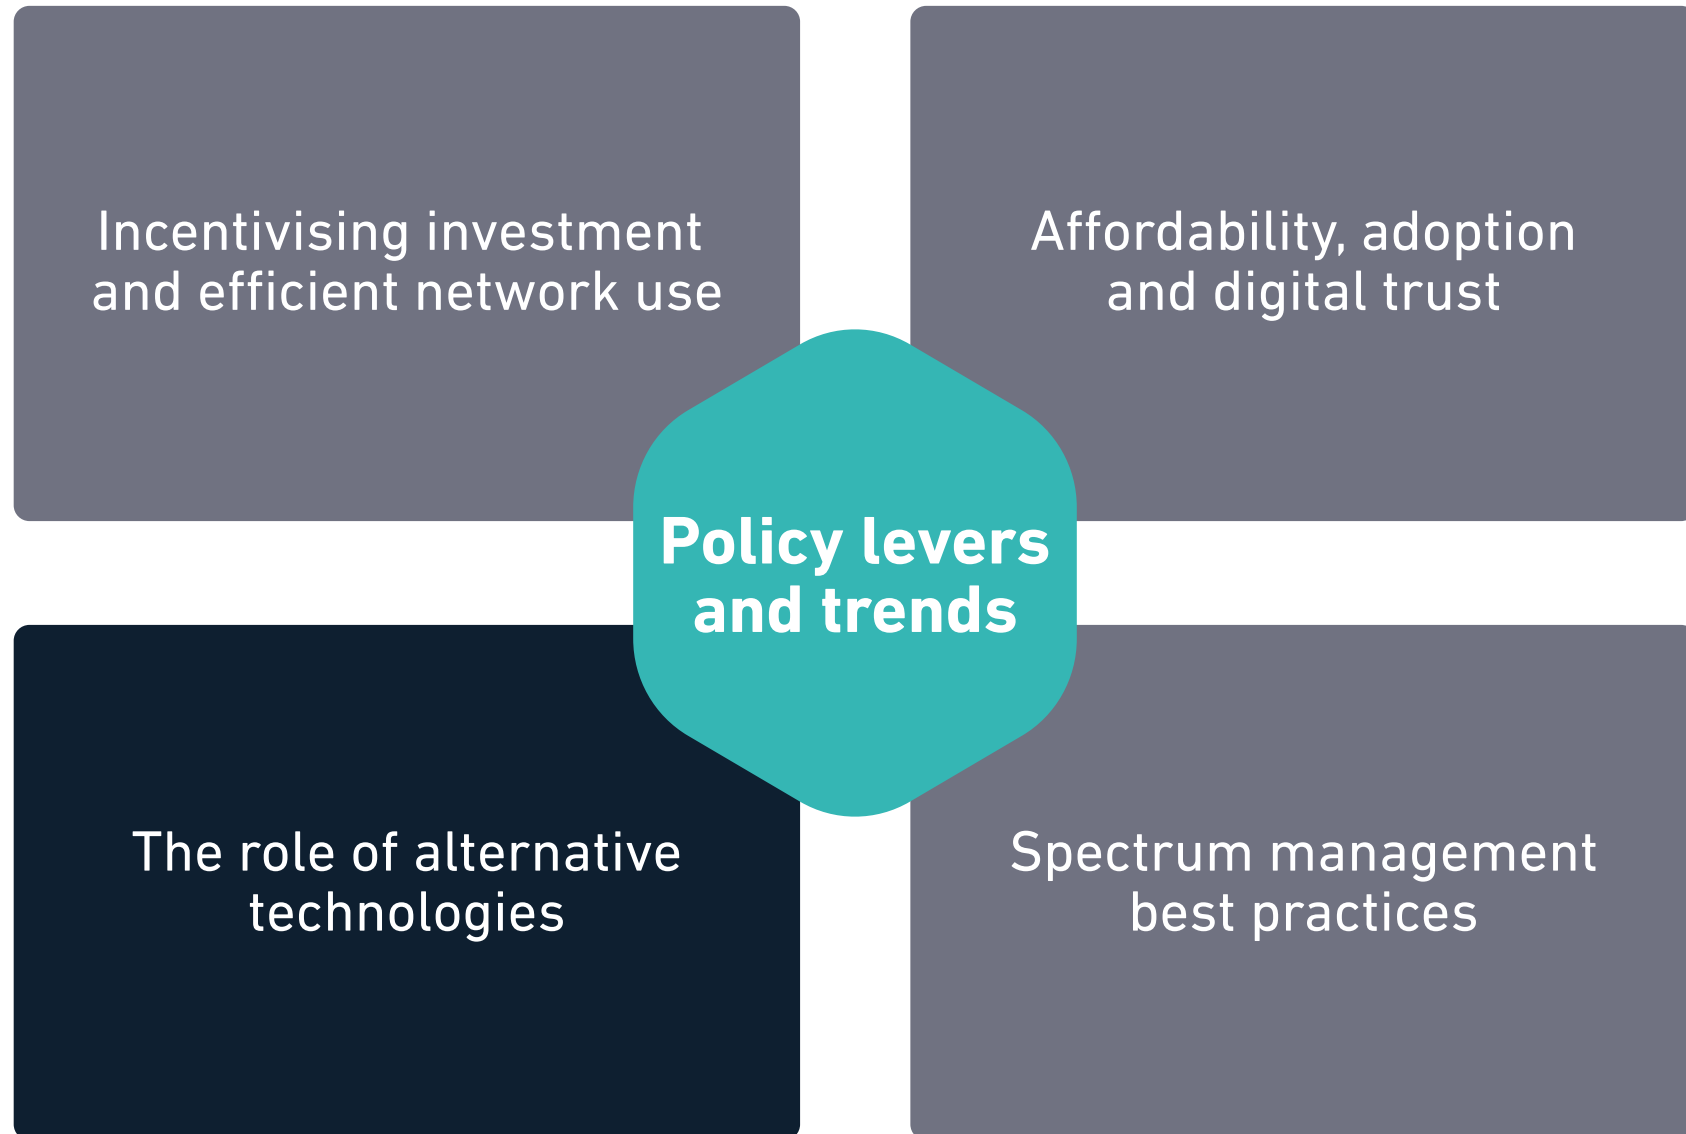 Incentivising investment
and efficient network use
Affordability, adoption
and digital trust
Policy levers
and trends
The role of alternative
technologies
Spectrum management
best practices